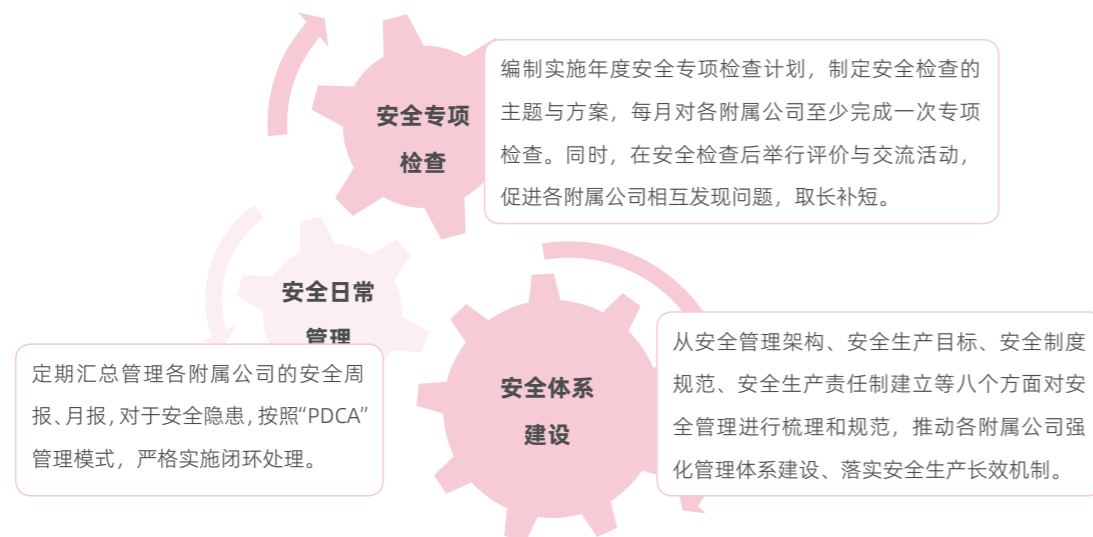 安全专项
检查
编制实施年度安全专项检查计划，制定安全检查的
主题与方案，每月对各附属公司至少完成一次专项
检查。同时，在安全检查后举行评价与交流活动，
促进各附属公司相互发现问题，取长补短。
安全日常
管理
定期汇总管理各附属公司的安全周
报、月报，对于安全隐患，按照“PDCA”
管理模式，严格实施闭环处理。
安全体系
建设
从安全管理架构、安全生产目标、安全制度
规范、安全生产责任制建立等八个方面对安
全管理进行梳理和规范，推动各附属公司强
化管理体系建设、落实安全生产长效机制。